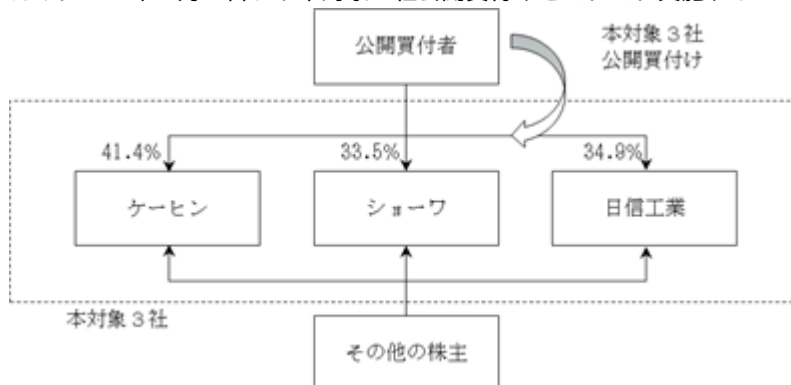 公開買付者
本対象３社
公開買付け
41.4%
33.5%
34.9%
ケーヒン
ショーワ
日信工業
本対象３社
その他の株主